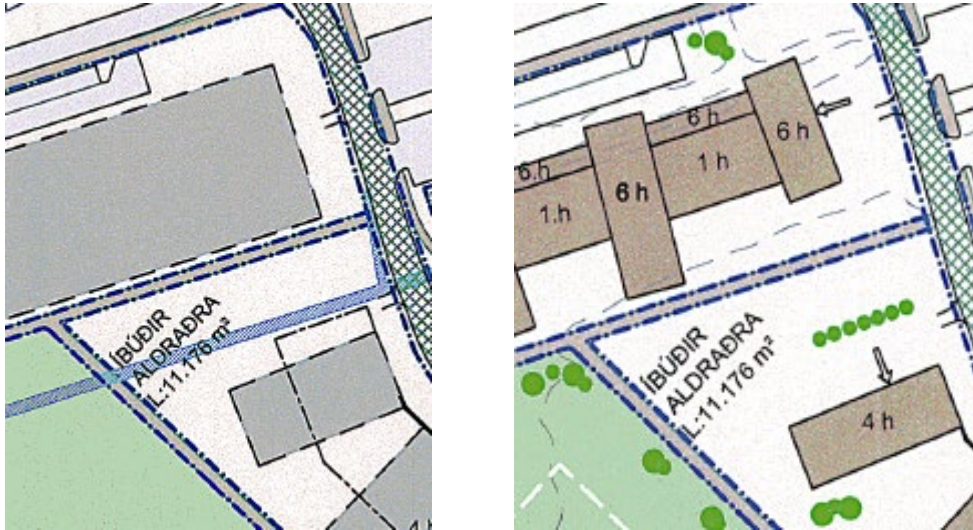 ÍBÚÐIR
ALDRAÐRA
L:11.176 m²
6 h
6 h
6.h
1 h
6 h
1.h
ÍBÚÐIR
ALDRAÐRA
L:11.176 m²
4 h